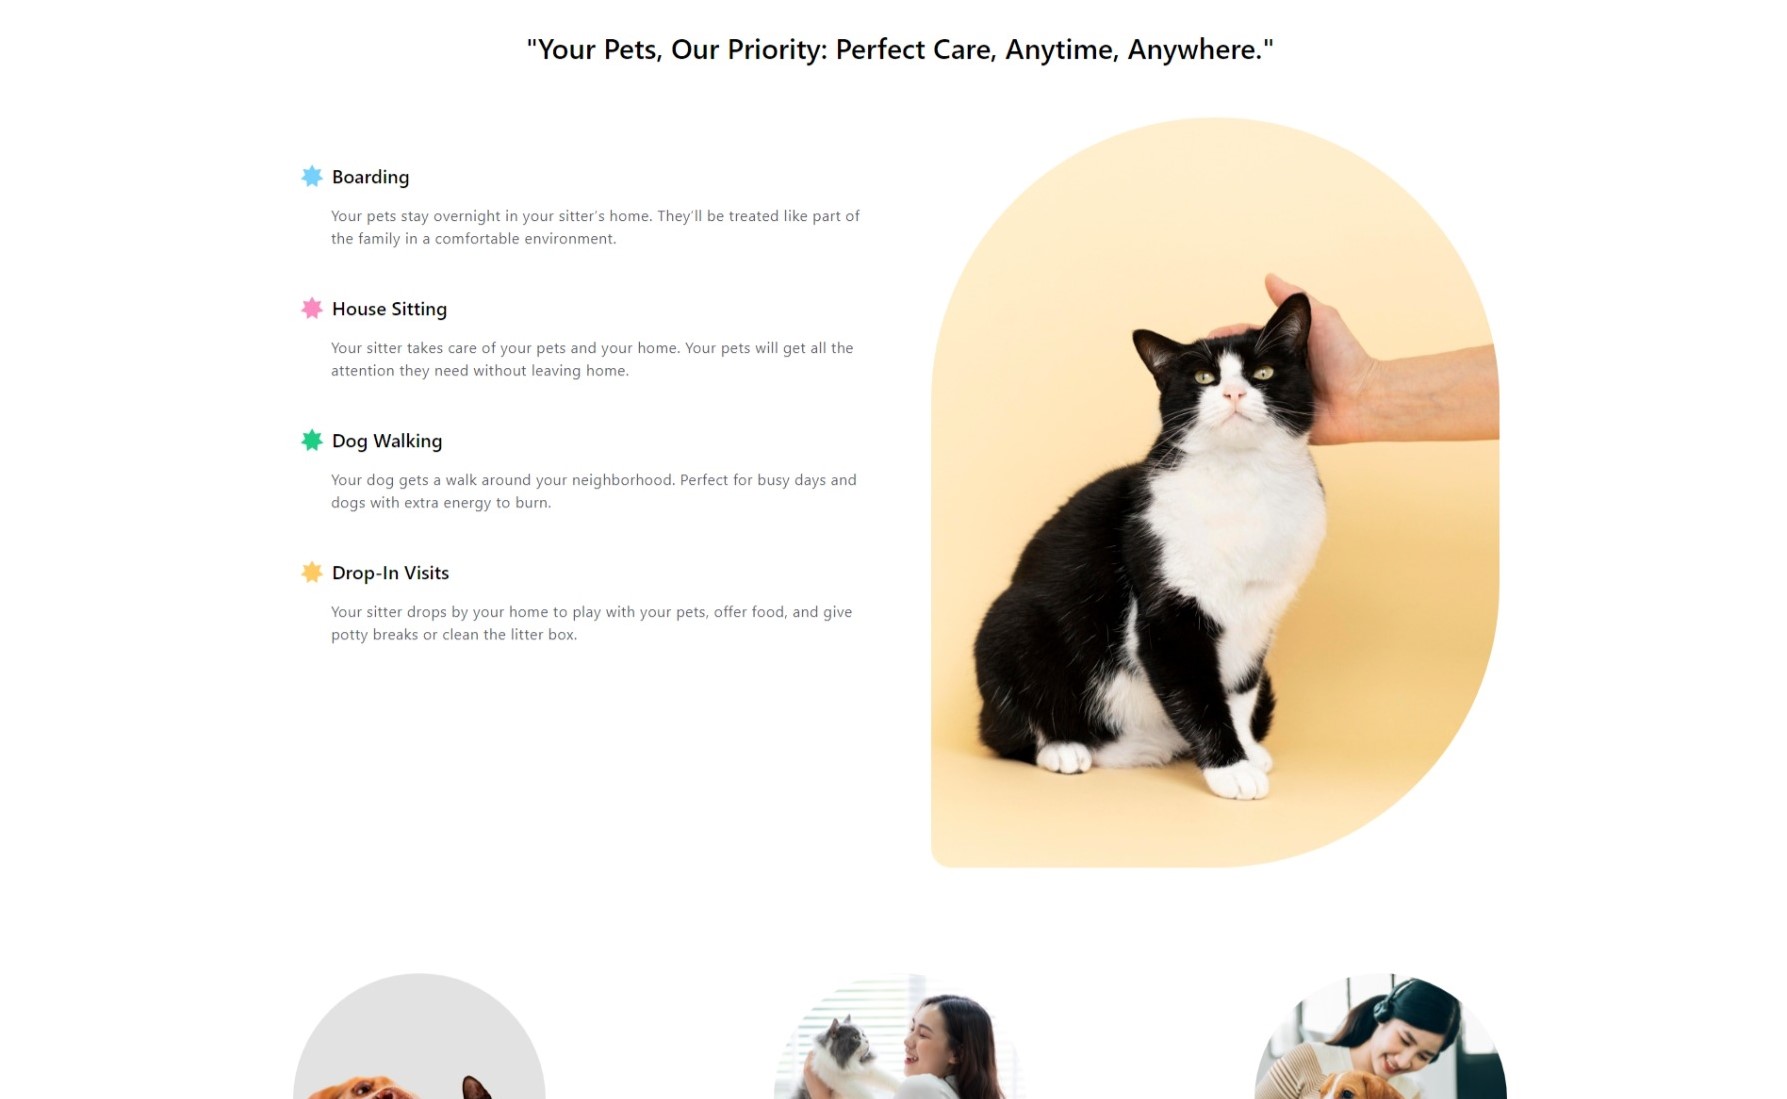 "Your Pets, Our Priority: Perfect Care, Anytime, Anywhere."
Boarding
Your pets stay overnight in your sitter's home. They'll be treated like part of
the family in a comfortable environment.
House Sitting
Your sitter takes care of your pets and your home. Your pets will get all the
attention they need without leaving home.
Dog Walking
Your dog gets a walk around your neighborhood. Perfect for busy days and
dogs with extra energy to burn.
Drop-In Visits
Your sitter drops by your home to play with your pets, offer food, and give
potty breaks or clean the litter box.